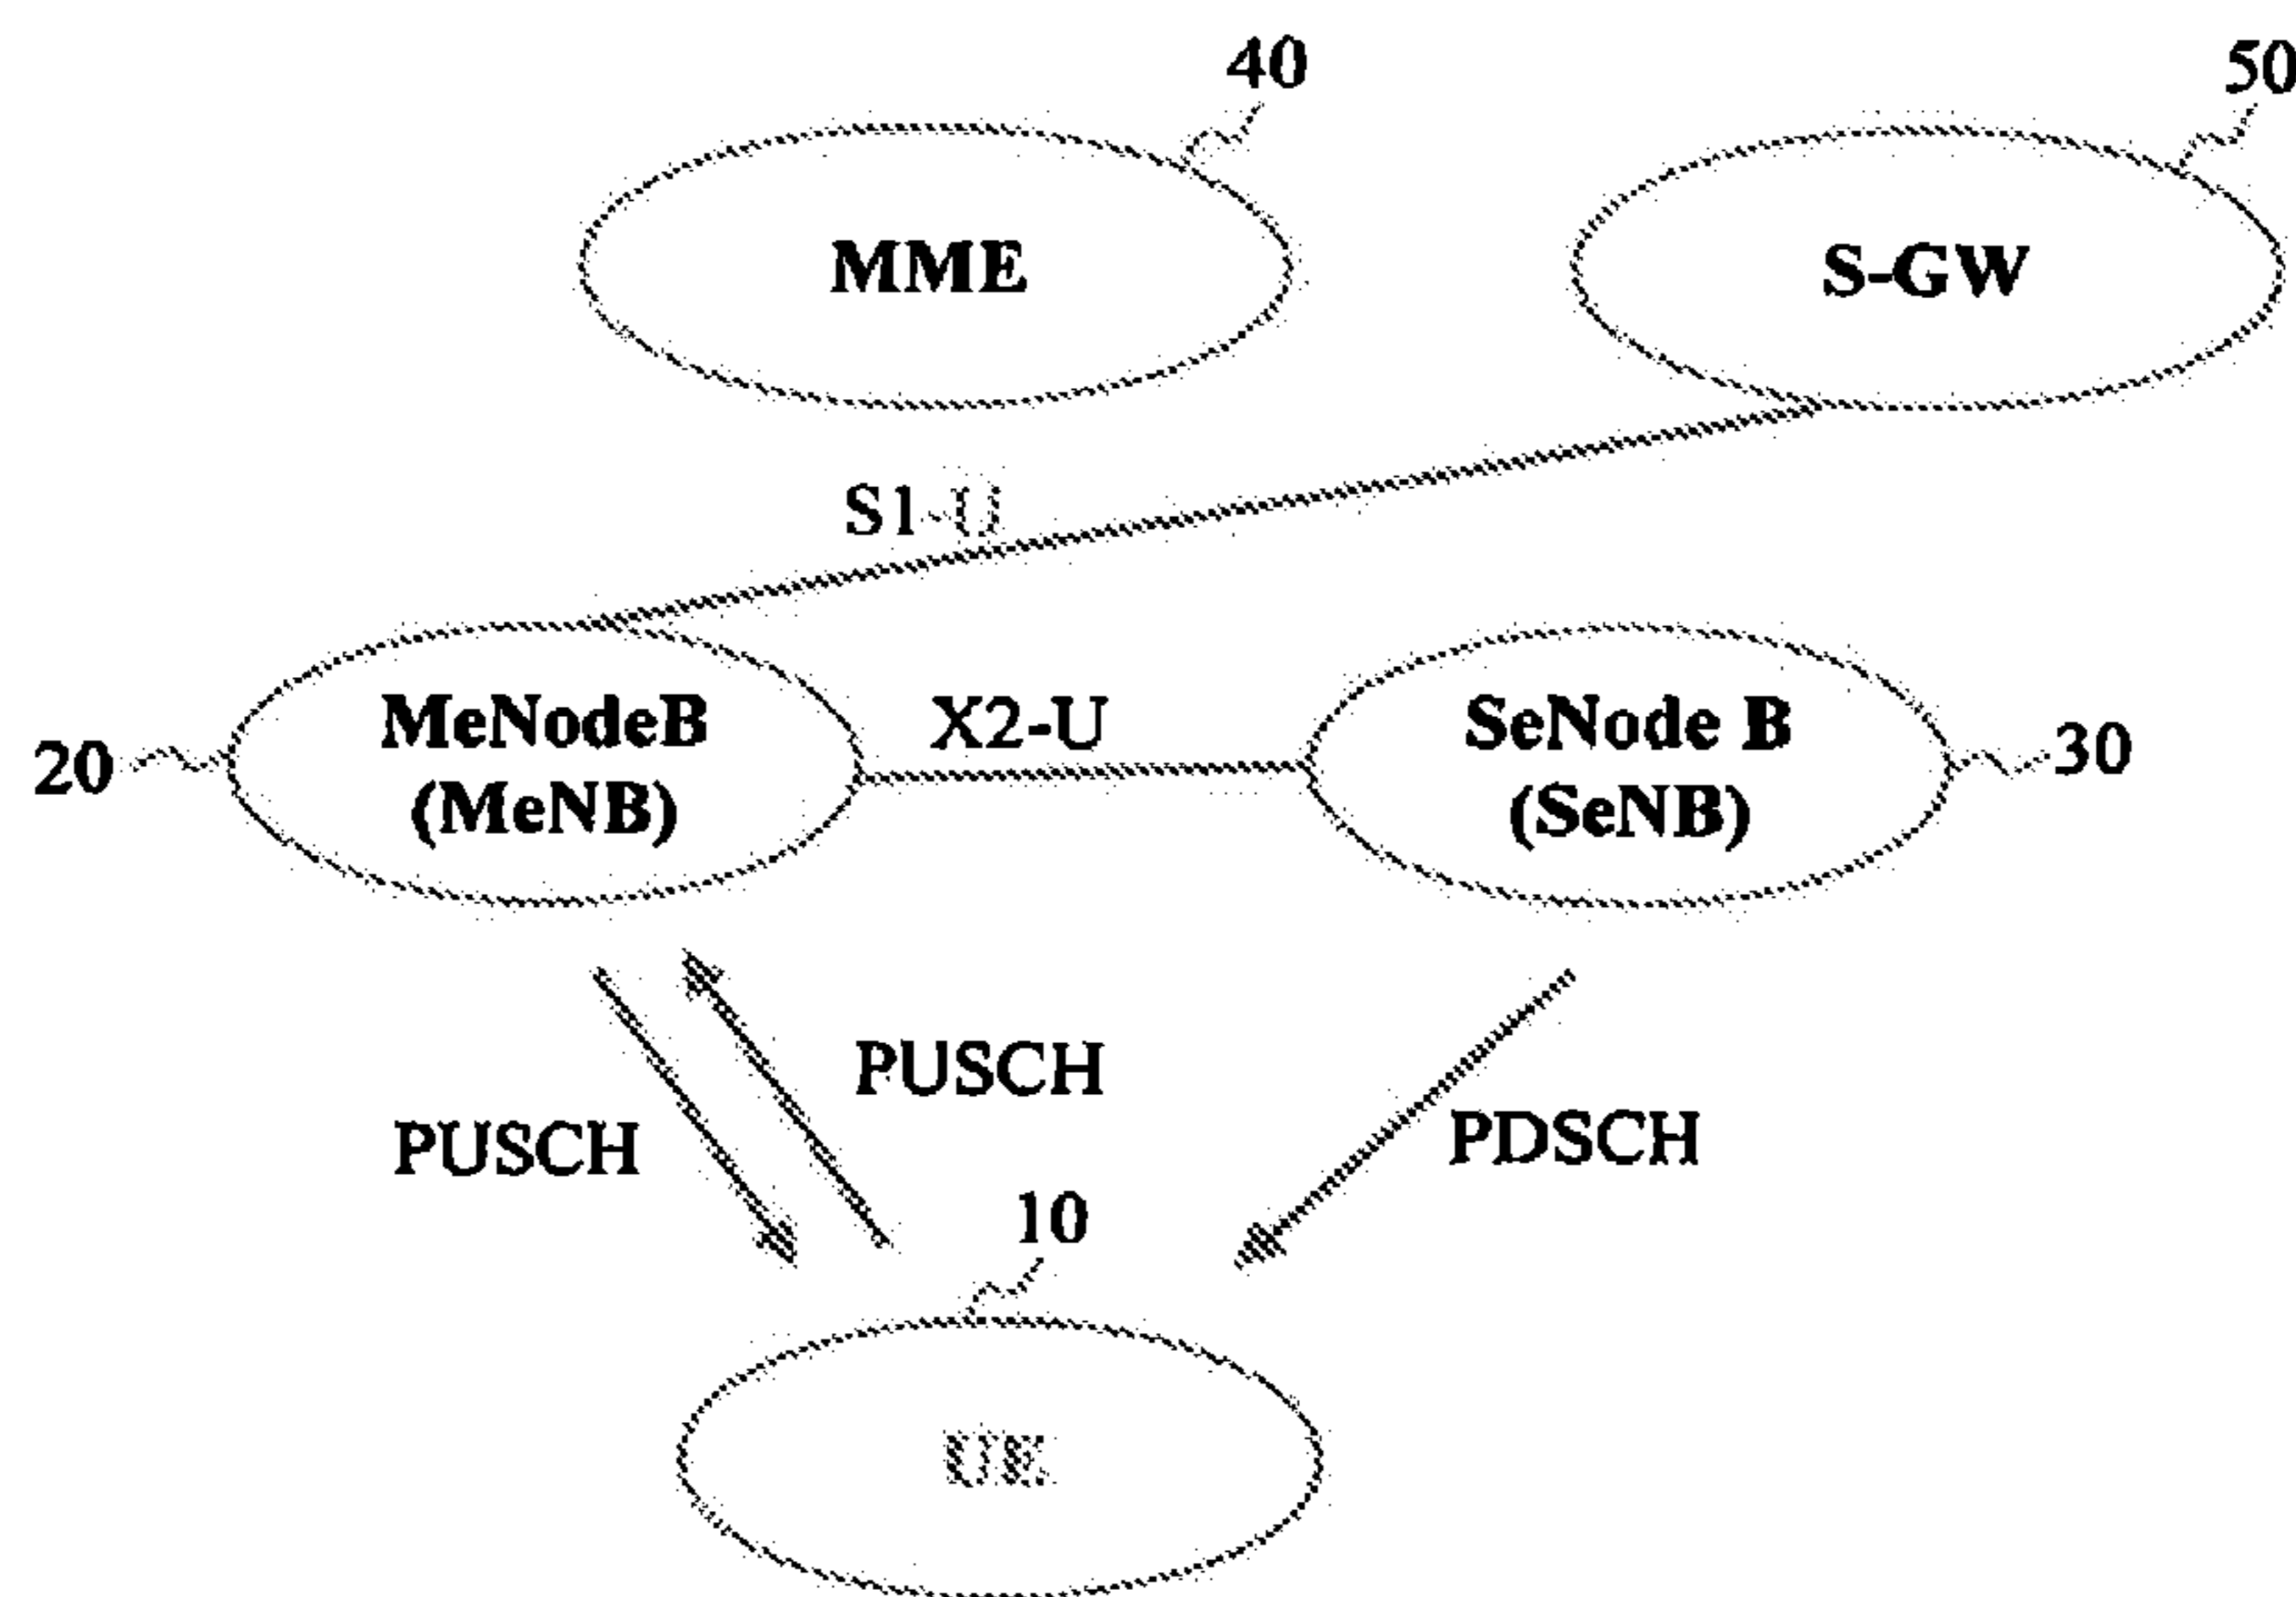 40
50
MME
S-GW
S1-U
MeNodeB
(MeNB)
X2-U
SeNode B
(SeNB)
20
30
PUSCH
PUSCH
PDSCH
10
UE